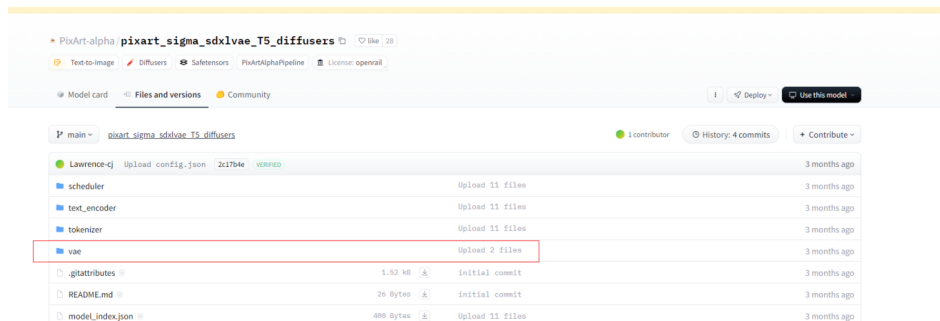 PixArt-alpha/pixart_sigma_sdxlvae_T5_diffusers like 28
Text-to-Image Diffusers Safetensors PixArtAlphaPipeline License: openrail
Model card Files and versions Community Deploy Use this model
main pixart_sigma_sdxlvae_T5_diffusers 1 contributor History: 4 commits + Contribute
Lawrence-cj Upload config.json 2c17b4e VERIFIED 3 months ago
scheduler Upload 11 files 3 months ago
text_encoder Upload 11 files 3 months ago
tokenizer Upload 11 files 3 months ago
vae Upload 2 files 3 months ago
.gitattributes 1.52 kB initial commit 3 months ago
README.md 26 Bytes initial commit 3 months ago
model_index.json 400 Bytes Upload 11 files 3 months ago